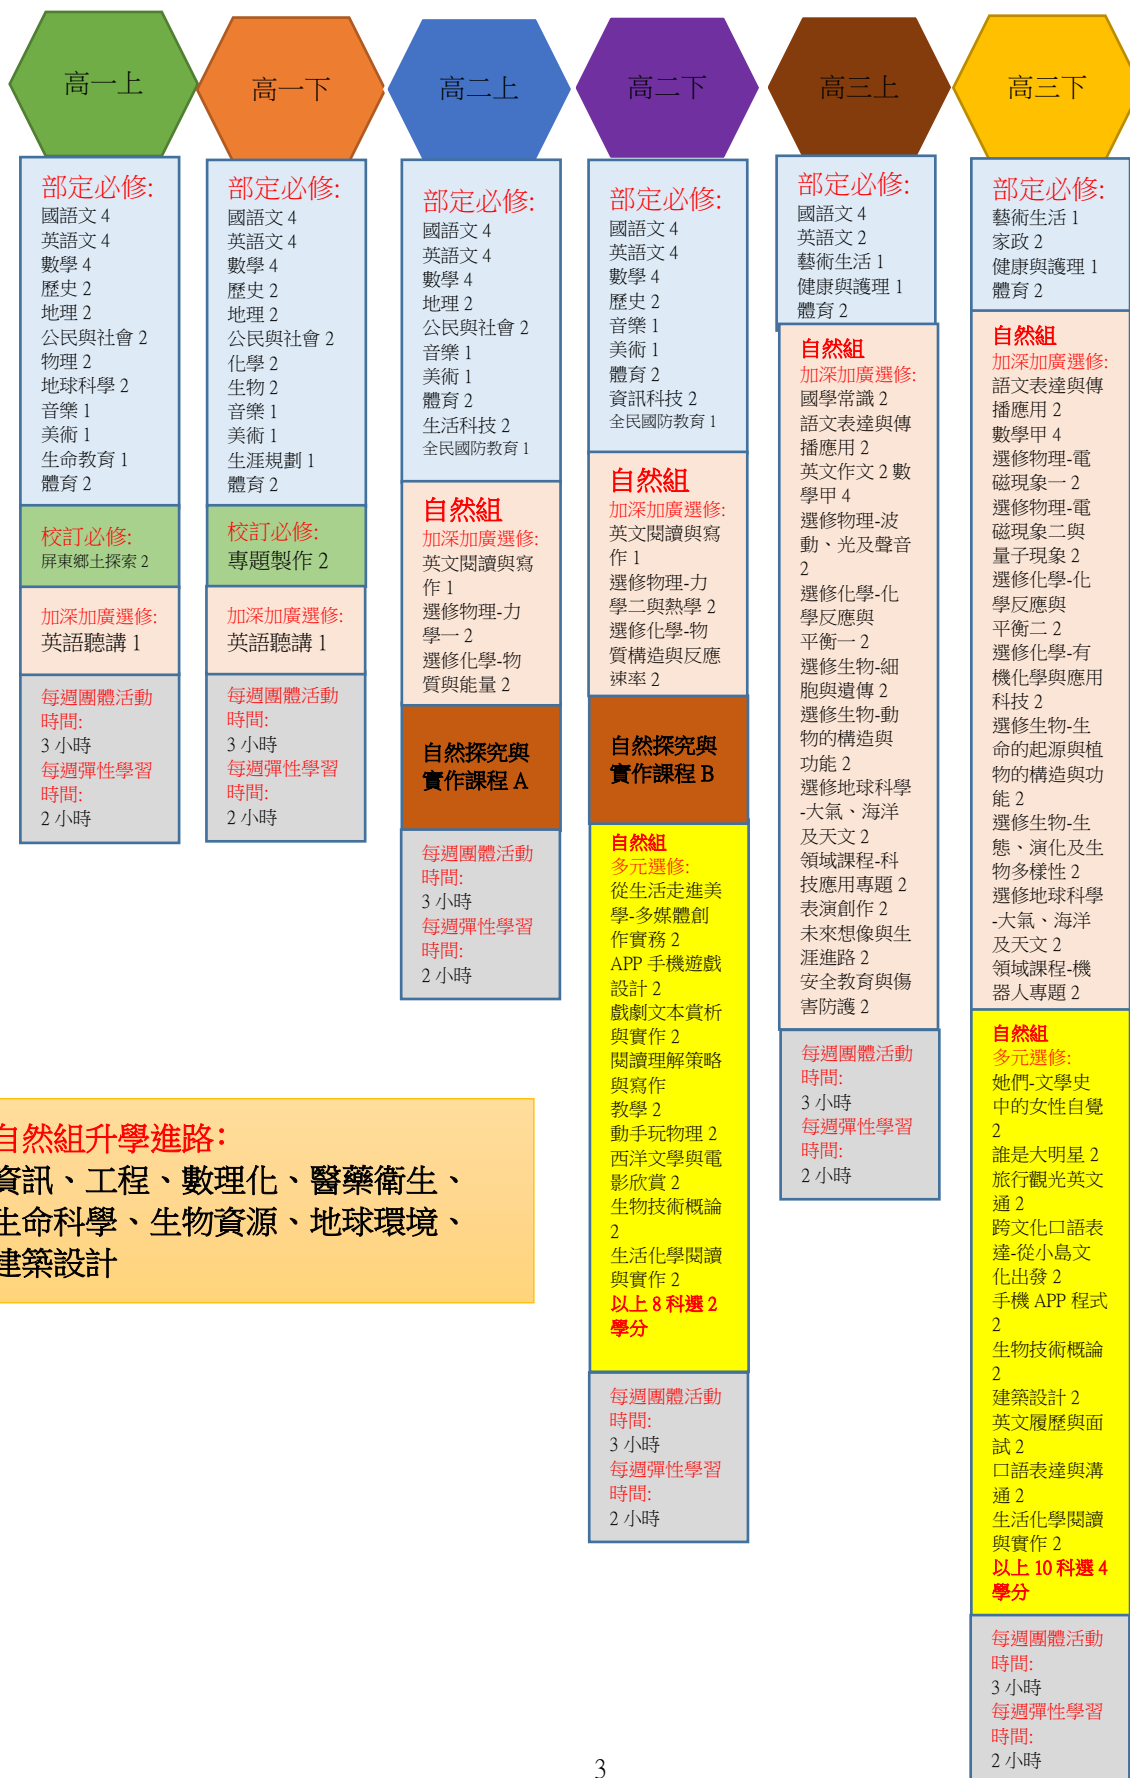 高一上
部定必修:
國語文 4
英語文 4
數學 4
歷史 2
地理 2
公民與社會 2
物理 2
地球科學 2
音樂 1
美術 1
生命教育 1
體育 2
校訂必修:
屏東鄉土探索 2
加深加廣選修:
英語聽講 1
每週團體活動
時間:
3 小時
每週彈性學習
時間:
2 小時
高一下
部定必修:
國語文 4
英語文 4
數學 4
歷史 2
地理 2
公民與社會 2
化學 2
生物 2
音樂 1
美術 1
生涯規劃 1
體育 2
校訂必修:
專題製作 2
加深加廣選修:
英語聽講 1
每週團體活動
時間:
3 小時
每週彈性學習
時間:
2 小時
高二上
部定必修:
國語文 4
英語文 4
數學 4
地理 2
公民與社會 2
音樂 1
美術 1
體育 2
生活科技 2
全民國防教育 1
自然組
加深加廣選修:
英文閱讀與寫
作 1
選修物理-力
學一 2
選修化學-物
質與能量 2
自然探究與
實作課程 A
每週團體活動
時間:
3 小時
每週彈性學習
時間:
2 小時
高二下
部定必修:
國語文 4
英語文 4
數學 4
歷史 2
音樂 1
美術 1
體育 2
資訊科技 2
全民國防教育 1
自然組
加深加廣選修:
英文閱讀與寫
作 1
選修物理-力
學二與熱學 2
選修化學-物
質構造與反應
速率 2
自然探究與
實作課程 B
自然組
多元選修:
從生活走進美
學-多媒體創
作實務 2
APP 手機遊戲
設計 2
戲劇文本賞析
與實作 2
閱讀理解策略
與寫作
教學 2
動手玩物理 2
西洋文學與電
影欣賞 2
生物技術概論
2
生活化學閱讀
與實作 2
以上 8 科選 2
學分
每週團體活動
時間:
3 小時
每週彈性學習
時間:
2 小時
高三上
部定必修:
國語文 4
英語文 2
藝術生活 1
健康與護理 1
體育 2
自然組
加深加廣選修:
國學常識 2
語文表達與傳
播應用 2
英文作文 2 數
學甲 4
選修物理-波
動、光及聲音
2
選修化學-化
學反應與
平衡一 2
選修生物-細
胞與遺傳 2
選修生物-動
物的構造與
功能 2
選修地球科學
-大氣、海洋
及天文 2
領域課程-科
技應用專題 2
表演創作 2
未來想像與生
涯進路 2
安全教育與傷
害防護 2
每週團體活動
時間:
3 小時
每週彈性學習
時間:
2 小時
高三下
部定必修:
藝術生活 1
家政 2
健康與護理 1
體育 2
自然組
加深加廣選修:
語文表達與傳
播應用 2
數學甲 4
選修物理-電
磁現象一 2
選修物理-電
磁現象二與
量子現象 2
選修化學-化
學反應與
平衡二 2
選修化學-有
機化學與應用
科技 2
選修生物-生
命的起源與植
物的構造與功
能 2
選修生物-生
態、演化及生
物多樣性 2
選修地球科學
-大氣、海洋
及天文 2
領域課程-機
器人專題 2
自然組
多元選修:
她們-文學史
中的女性自覺
2
誰是大明星 2
旅行觀光英文
通 2
跨文化口語表
達-從小島文
化出發 2
手機 APP 程式
2
生物技術概論
2
建築設計 2
英文履歷與面
試 2
口語表達與溝
通 2
生活化學閱讀
與實作 2
以上 10 科選 4
學分
每週團體活動
時間:
3 小時
每週彈性學習
時間:
2 小時
自然組升學進路:
資訊、工程、數理化、醫藥衛生、
生命科學、生物資源、地球環境、
建築設計
3